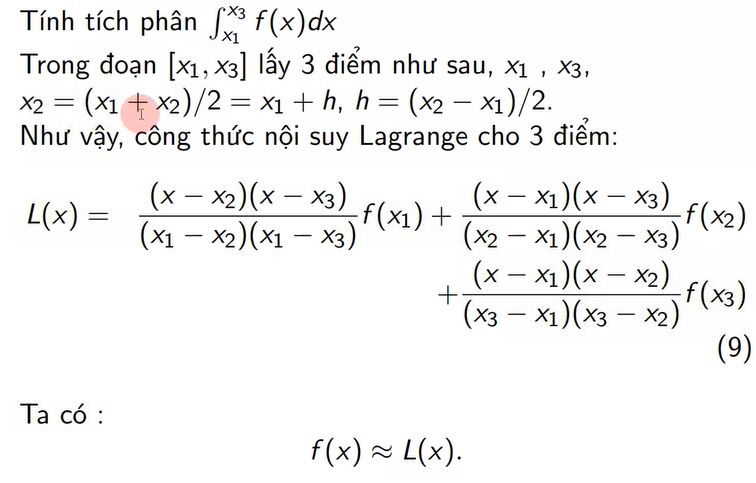 Tính tích phân ∫_{x₁}^{x₃} f(x)dx
Trong đoạn [x₁, x₃] lấy 3 điểm như sau, x₁ , x₃,
x₂ = (x₁ + x₂)/2 = x₁ + h, h = (x₂ − x₁)/2.
Như vậy, công thức nội suy Lagrange cho 3 điểm:
L(x) = \frac{(x − x₂)(x − x₃)}{(x₁ − x₂)(x₁ − x₃)} f(x₁) + \frac{(x − x₁)(x − x₃)}{(x₂ − x₁)(x₂ − x₃)} f(x₂)
+ \frac{(x − x₁)(x − x₂)}{(x₃ − x₁)(x₃ − x₂)} f(x₃)
(9)
Ta có :
f(x) ≈ L(x).